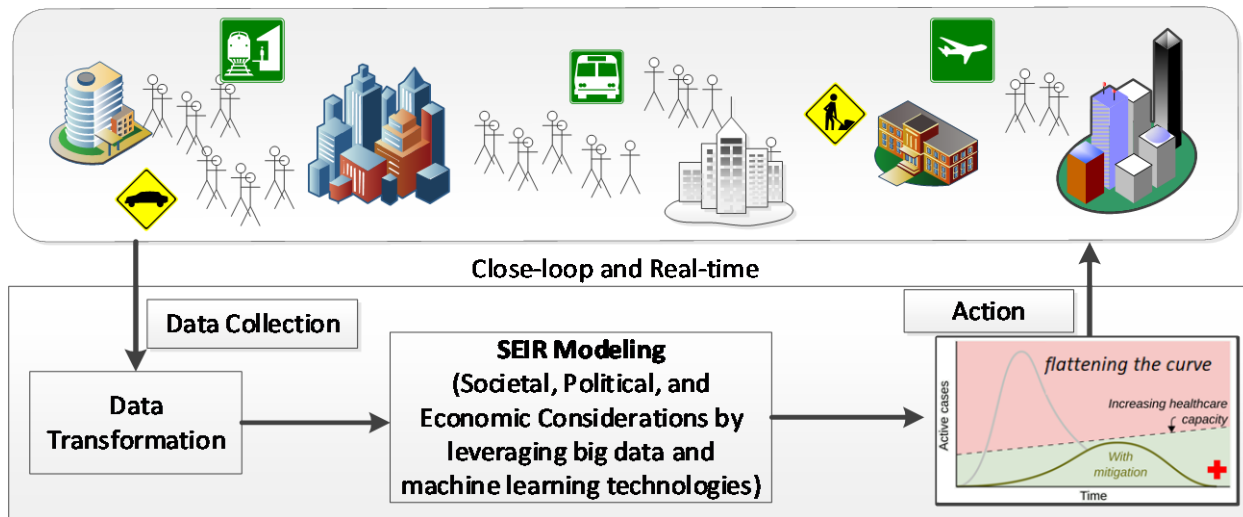 Close-loop and Real-time
Data Collection
Action
Data
Transformation
SEIR Modeling
(Societal, Political, and
Economic Considerations by
leveraging big data and
machine learning technologies)
flattening the curve
Increasing healthcare
capacity
Active cases
With
mitigation
Time